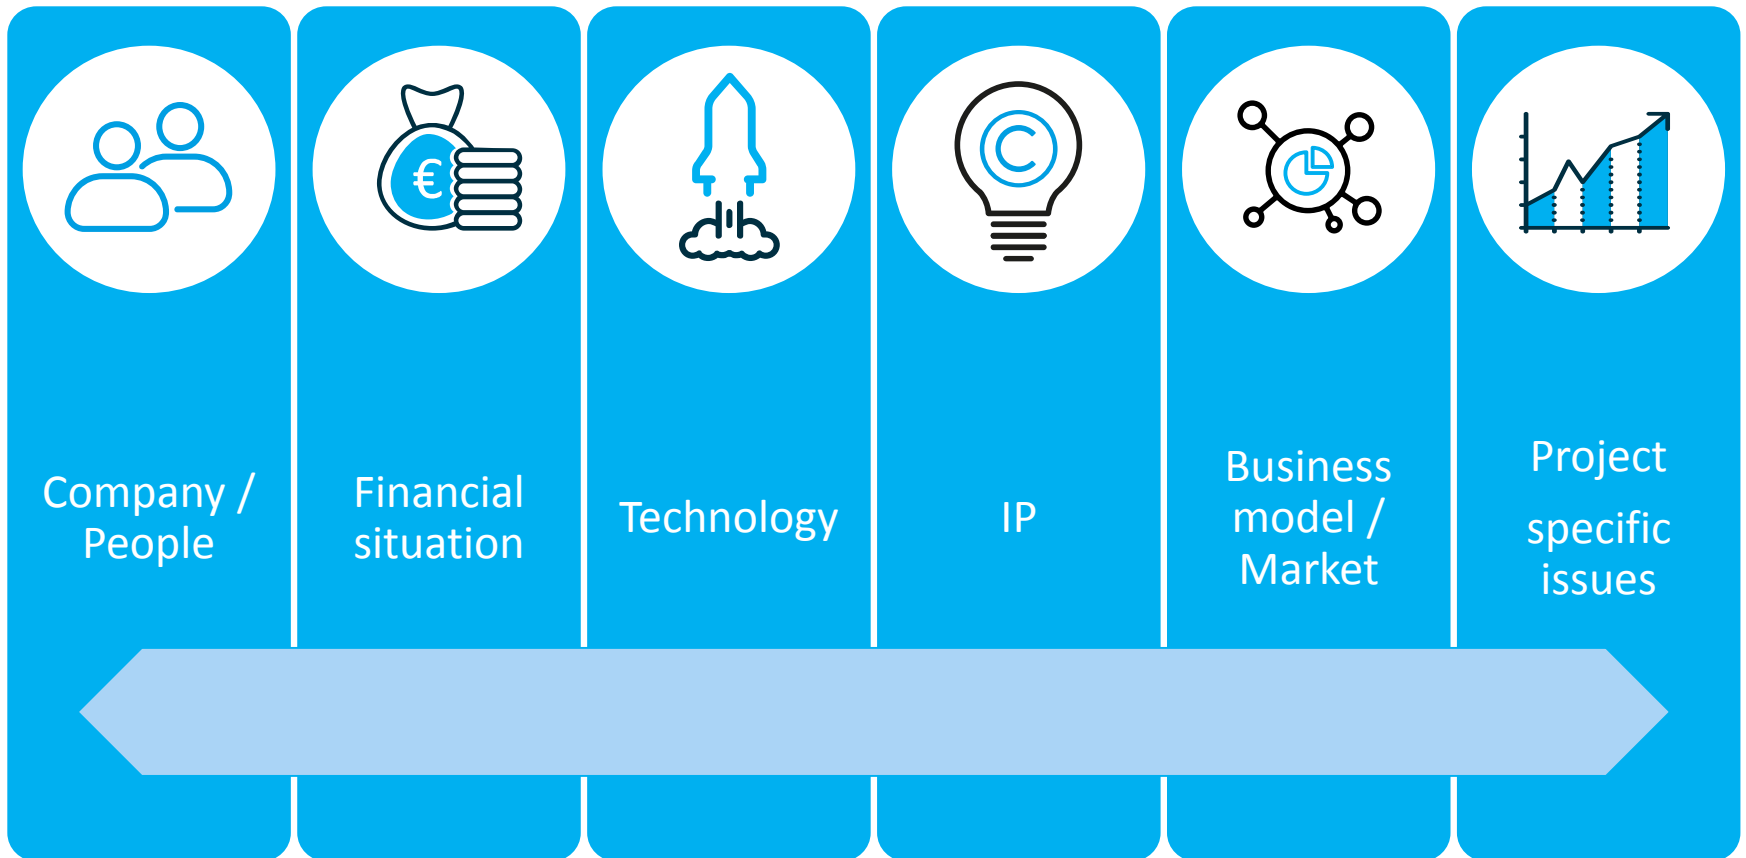 €
C
Company /
People
Financial
situation
Technology
IP
Business
model /
Market
Project
specific
issues